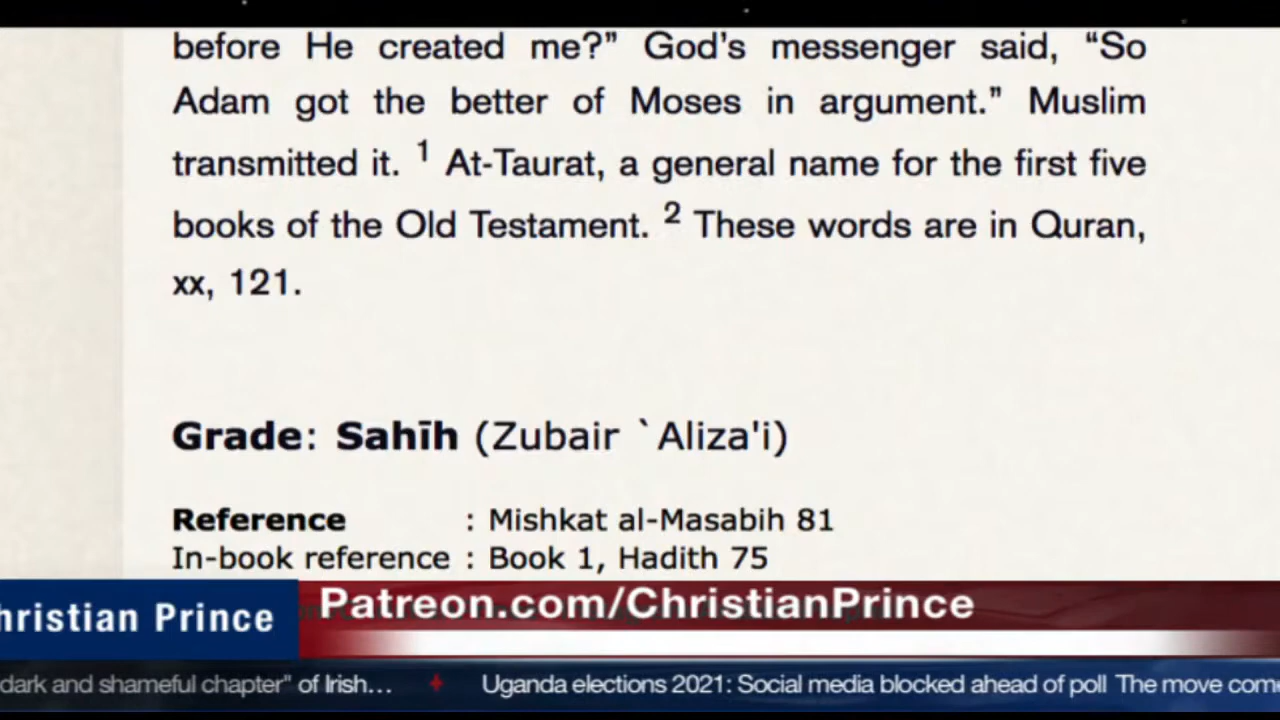 before He created me?” God’s messenger said, “So
Adam got the better of Moses in argument.” Muslim
transmitted it. 1 At-Taurat, a general name for the first five
books of the Old Testament. 2 These words are in Quran,
xx, 121.
Grade: Sahīh (Zubair `Aliza'i)
Reference : Mishkat al-Masabih 81
In-book reference : Book 1, Hadith 75
hristian Prince
Patreon.com/ChristianPrince
dark and shameful chapter" of Irish... Uganda elections 2021: Social media blocked ahead of poll The move com